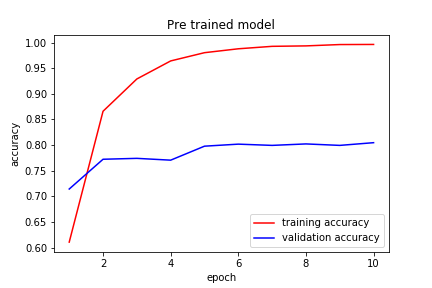 Pre trained model
accuracy
1.00
0.95
0.90
0.85
0.80
0.75
0.70
0.65
0.60
training accuracy
validation accuracy
2
4
6
8
10
epoch